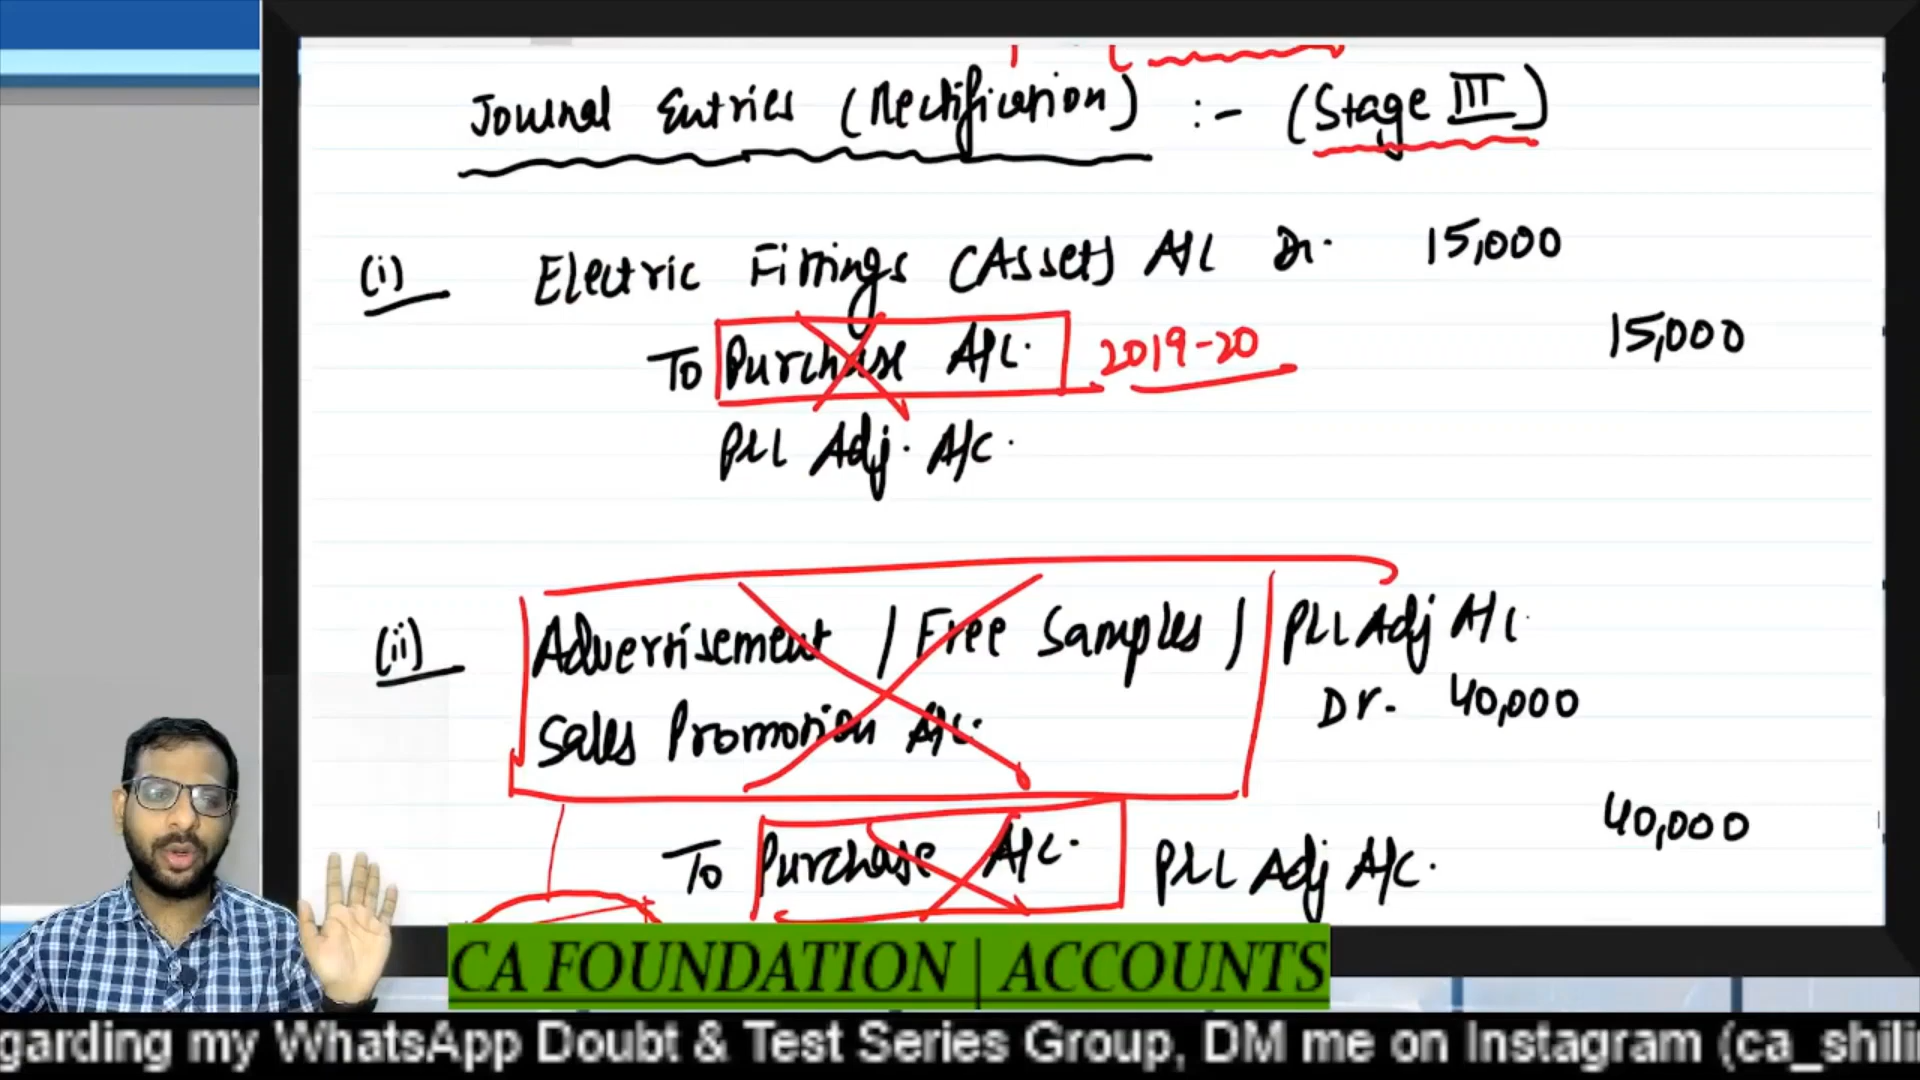 Journal Entries (Rectification) :- (Stage III)
(i) Electric Fittings (Assets) A/c Dr. 15,000
To Purchase A/c. 2019-20 15,000
P&L Adj. A/c.
(ii) Advertisement / Free Samples / P&L Adj A/c.
Sales Promotion A/c. Dr. 40,000
To Purchase A/c. P&L Adj A/c. 40,000
CA FOUNDATION | ACCOUNTS
garding my WhatsApp Doubt & Test Series Group, DM me on Instagram (ca_shili